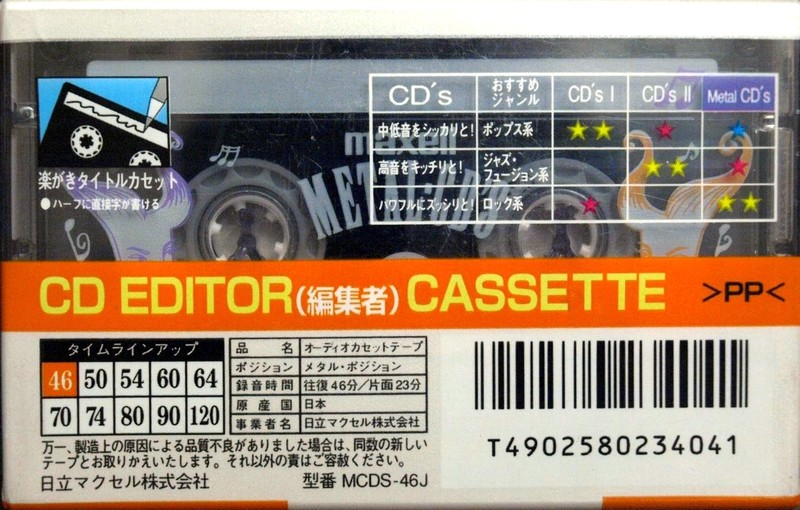 CD's おすすめジャンル CD's I CD's II Metal CD's
中低音をシッカリと! ポップス系 ★★ ★ ★
高音をキッチリと! ジャズ・フュージョン系 ★★ ★
パワフルにズッシリと! ロック系 ★ ★★
maxell
METAL:CD'S
楽がきタイトルカセット
●ハーフに直接字が書ける
CD EDITOR(編集者)CASSETTE >PP<
タイムラインアップ
46 50 54 60 64
70 74 80 90 120
品名 オーディオカセットテープ
ポジション メタル・ポジション
録音時間 往復46分/片面23分
原産国 日本
事業者名 日立マクセル株式会社
万一、製造上の原因による品質不良がありました場合は、同数の新しい
テープとお取りかえいたします。それ以外の責はご容赦ください。
日立マクセル株式会社 型番 MCDS-46J
T4902580234041